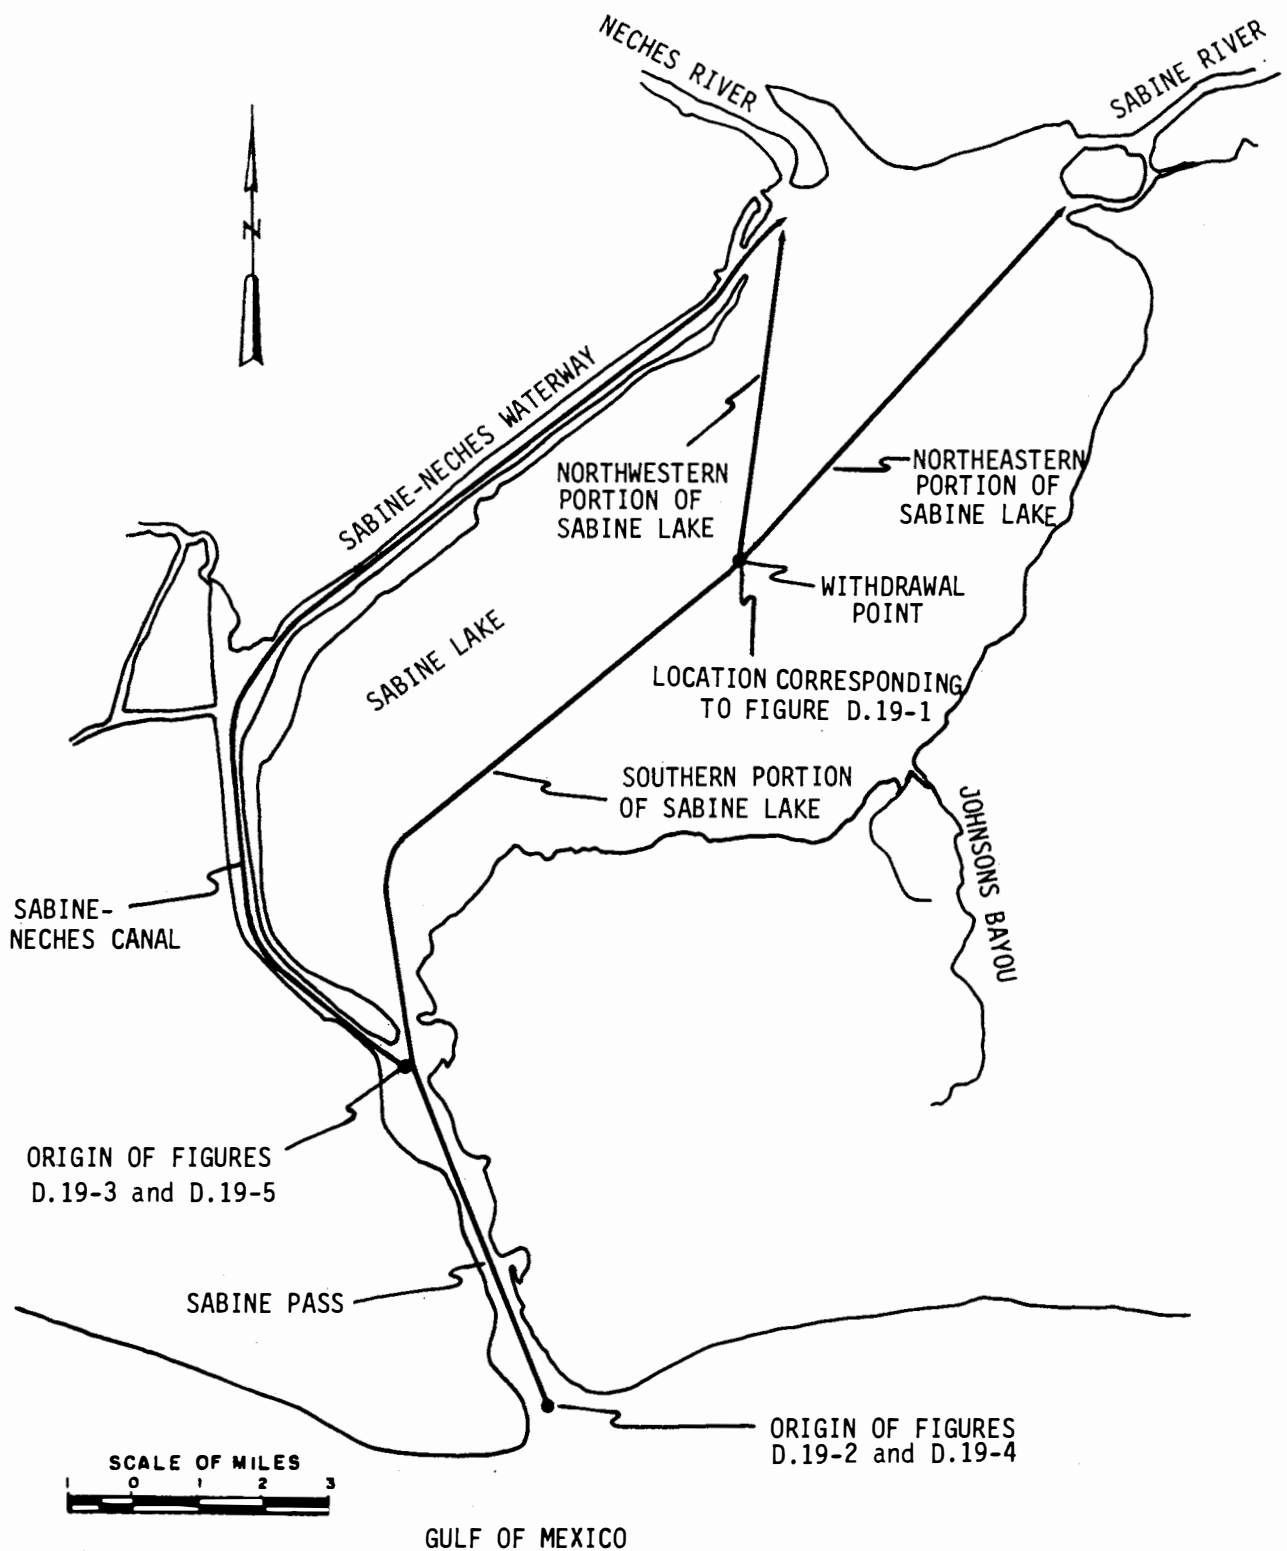 NECHES RIVER
SABINE RIVER
N
SABINE-NECHES WATERWAY
NORTHWESTERN
PORTION OF
SABINE LAKE
NORTHEASTERN
PORTION OF
SABINE LAKE
WITHDRAWAL
POINT
SABINE LAKE
LOCATION CORRESPONDING
TO FIGURE D.19-1
SOUTHERN PORTION
OF SABINE LAKE
JOHNSONS BAYOU
SABINE-
NECHES CANAL
ORIGIN OF FIGURES
D.19-3 and D.19-5
SABINE PASS
ORIGIN OF FIGURES
D.19-2 and D.19-4
SCALE OF MILES
1 0 1 2 3
GULF OF MEXICO